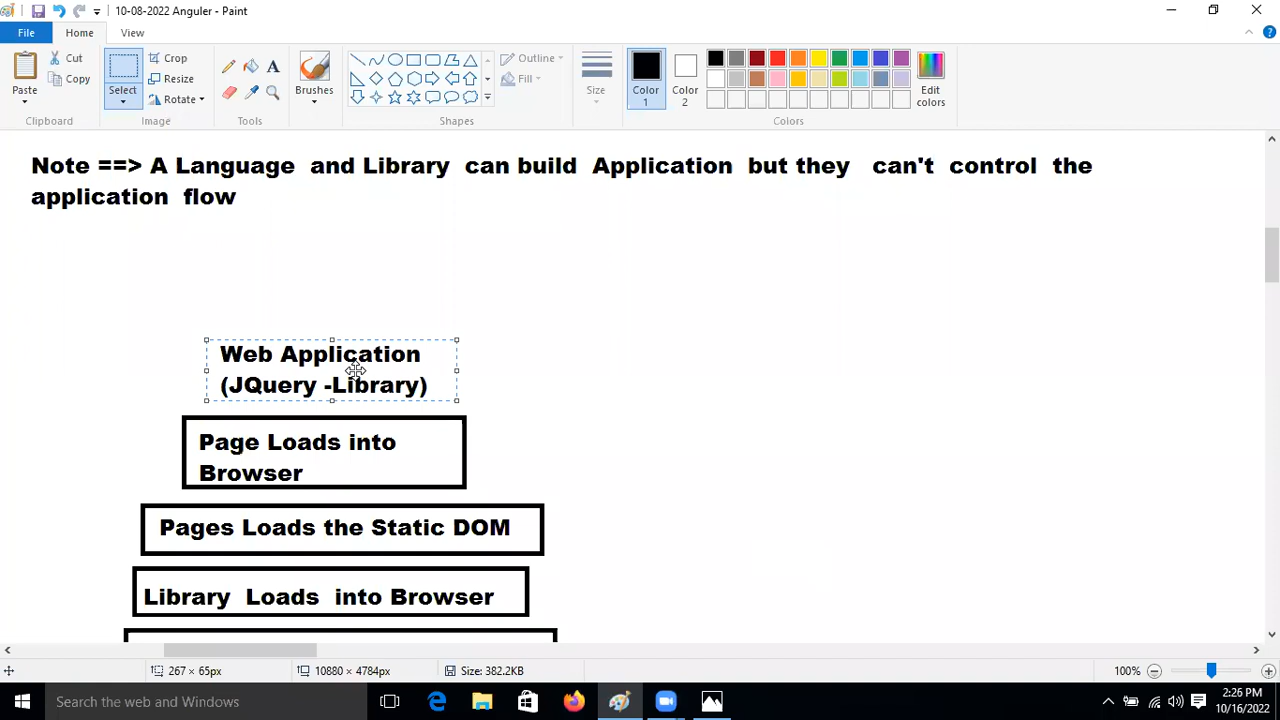 10-08-2022 Anguler - Paint
File Home View
Paste
Cut
Copy
Clipboard
Select
Crop
Resize
Rotate
Image
A
Tools
Brushes
Outline
Fill
Shapes
Size
Color 1
Color 2
Edit colors
Colors
Note ==> A Language and Library can build Application but they can't control the
application flow
Web Application
(JQuery -Library)
Page Loads into
Browser
Pages Loads the Static DOM
Library Loads into Browser
267 × 65px
10880 × 4784px
Size: 382.2KB
100%
Search the web and Windows
2:26 PM
10/16/2022